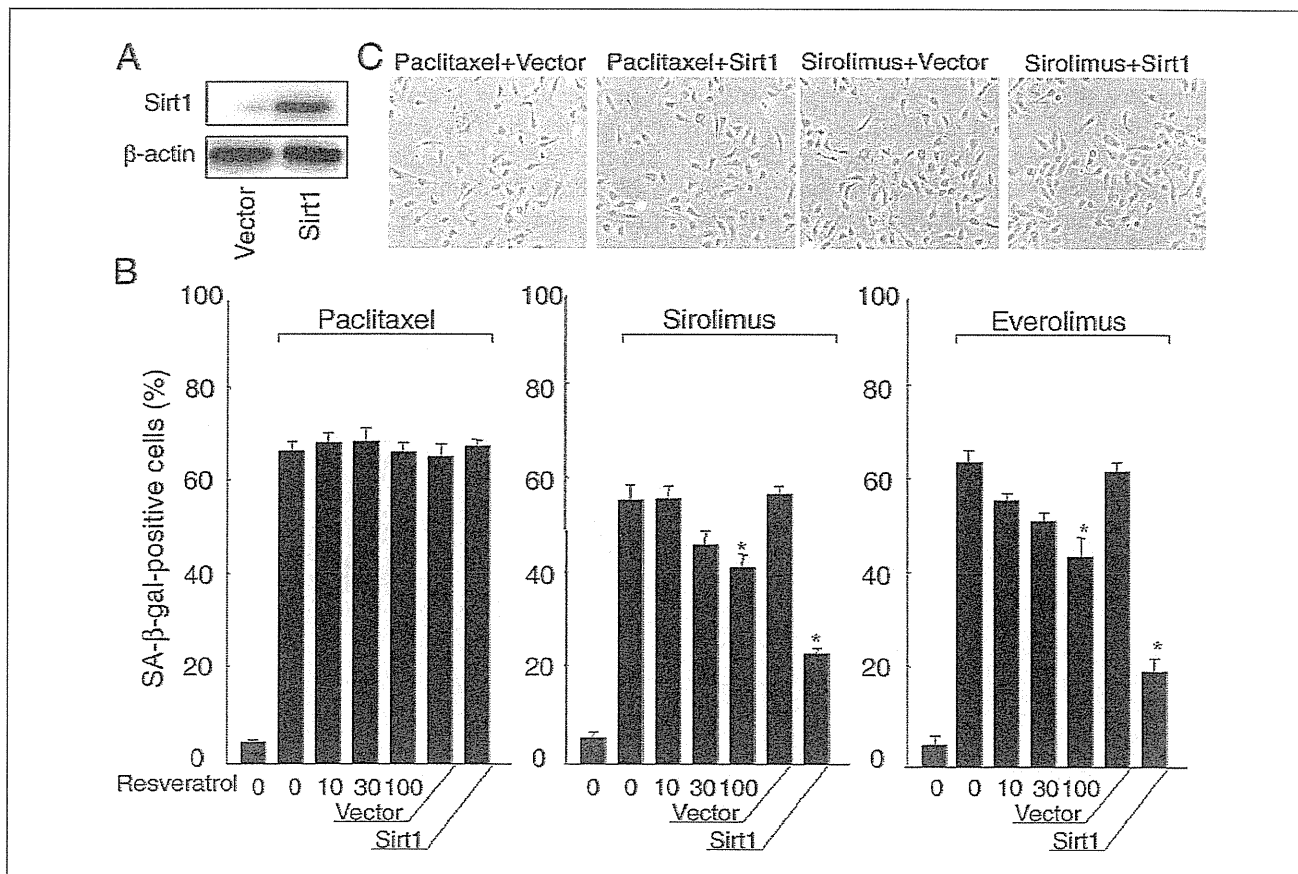 A
Sirt1
β-actin
Vector
Sirt1
C
Paclitaxel+Vector Paclitaxel+Sirt1 Sirolimus+Vector Sirolimus+Sirt1
B
SA-β-gal-positive cells (%)
100
80
60
40
20
0
Paclitaxel
Resveratrol 0 0 10 30 100
Vector
Sirt1
100
80
60
40
20
0
Sirolimus
*
*
0 0 10 30 100
Vector
Sirt1
100
80
60
40
20
0
Everolimus
*
*
0 0 10 30 100
Vector
Sirt1